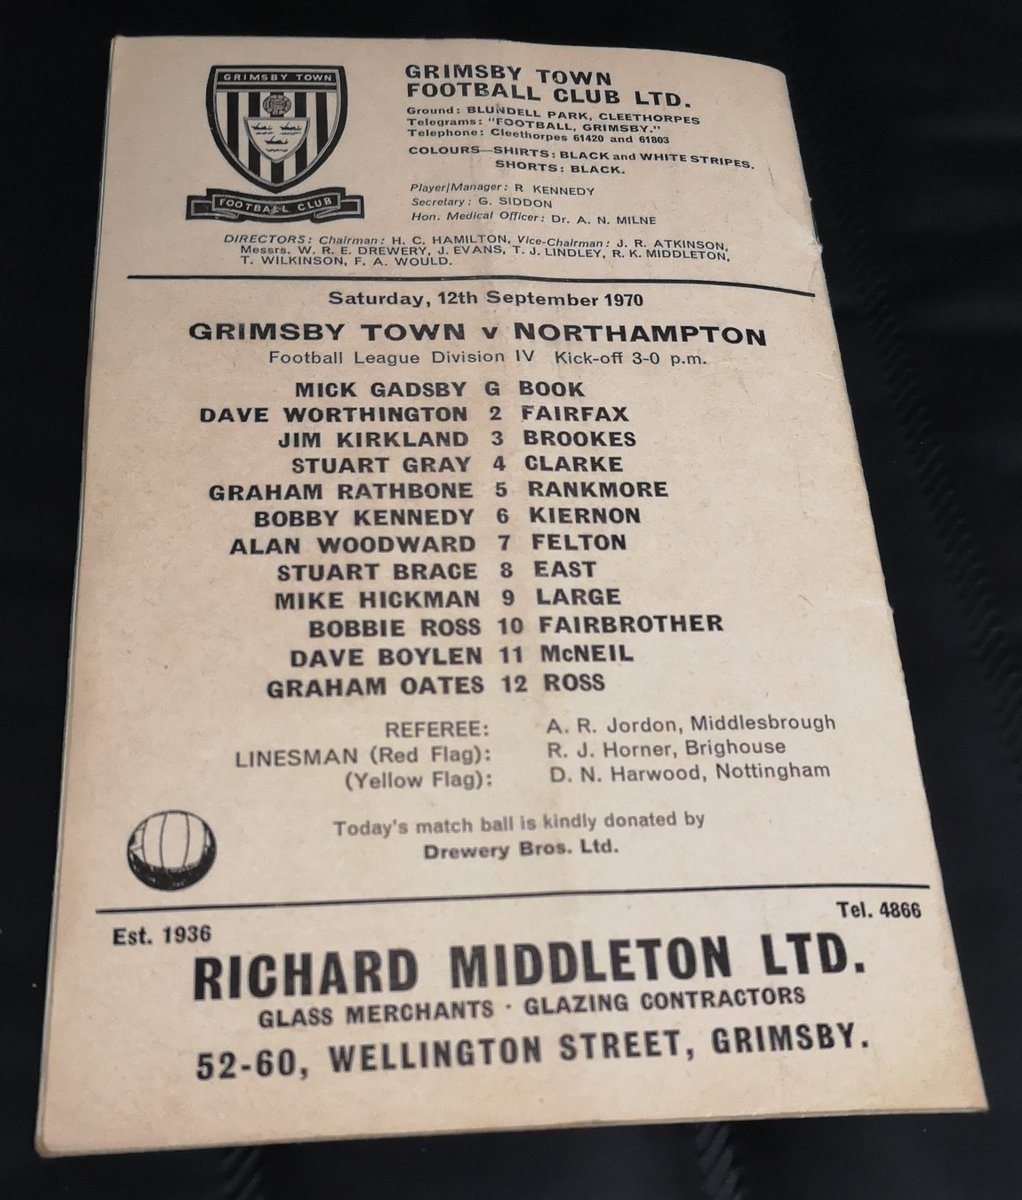 GRIMSBY TOWN
FOOTBALL CLUB
GRIMSBY TOWN
FOOTBALL CLUB LTD.
Ground: BLUNDELL PARK, CLEETHORPES
Telegrams: "FOOTBALL, GRIMSBY."
Telephone: Cleethorpes 61420 and 61803
COLOURS—SHIRTS: BLACK and WHITE STRIPES.
SHORTS: BLACK.
Player/Manager: R KENNEDY
Secretary: G. SIDDON
Hon. Medical Officer: Dr. A. N. MILNE
DIRECTORS: Chairman: H. C. HAMILTON, Vice-Chairman: J. R. ATKINSON,
Messrs. W. R. E. DREWERY, J. EVANS, T. J. LINDLEY, R. K. MIDDLETON,
T. WILKINSON, F. A. WOULD.
Saturday, 12th September 1970
GRIMSBY TOWN v NORTHAMPTON
Football League Division IV Kick-off 3-0 p.m.
MICK GADSBY G BOOK
DAVE WORTHINGTON 2 FAIRFAX
JIM KIRKLAND 3 BROOKES
STUART GRAY 4 CLARKE
GRAHAM RATHBONE 5 RANKMORE
BOBBY KENNEDY 6 KIERNON
ALAN WOODWARD 7 FELTON
STUART BRACE 8 EAST
MIKE HICKMAN 9 LARGE
BOBBIE ROSS 10 FAIRBROTHER
DAVE BOYLEN 11 McNEIL
GRAHAM OATES 12 ROSS
REFEREE: A. R. Jordon, Middlesbrough
LINESMAN (Red Flag): R. J. Horner, Brighouse
(Yellow Flag): D. N. Harwood, Nottingham
Today's match ball is kindly donated by
Drewery Bros. Ltd.
Est. 1936 Tel. 4866
RICHARD MIDDLETON LTD.
GLASS MERCHANTS · GLAZING CONTRACTORS
52-60, WELLINGTON STREET, GRIMSBY.